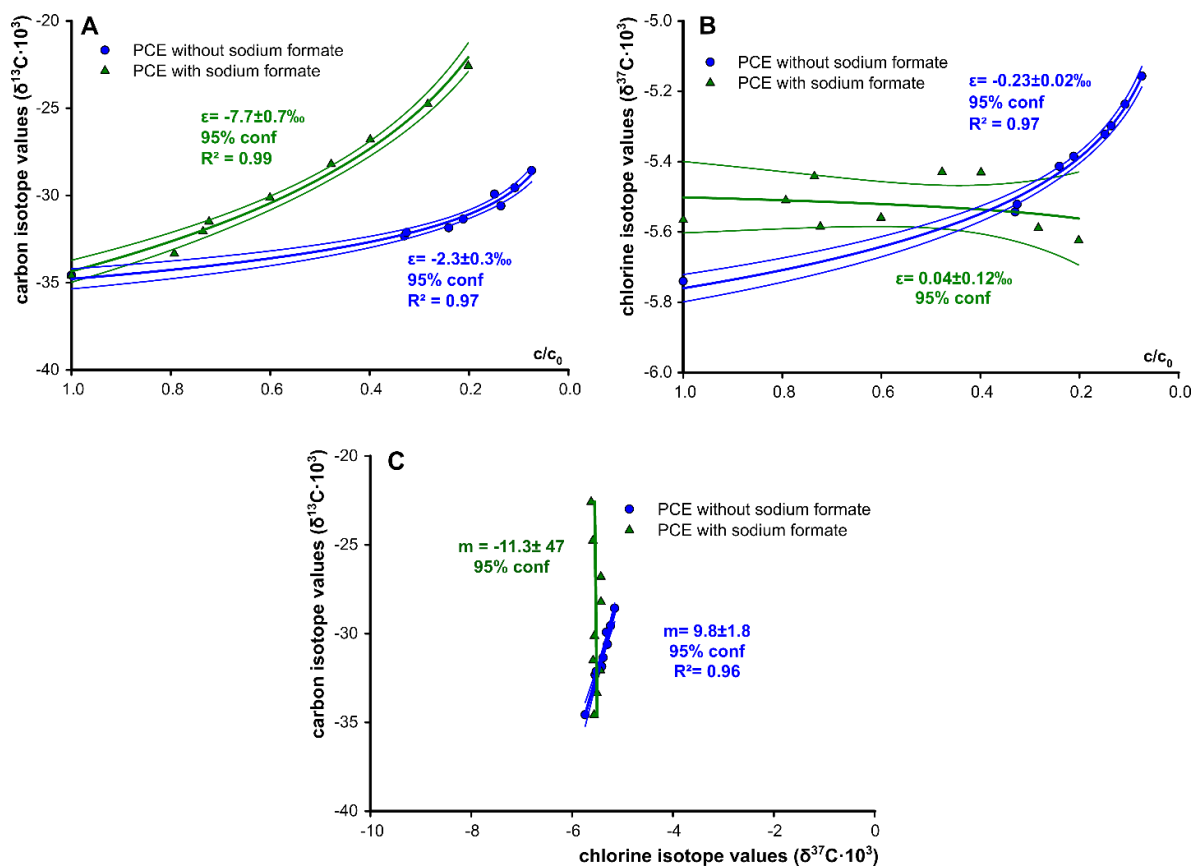 A
PCE without sodium formate
PCE with sodium formate
ε= -7.7±0.7‰
95% conf
R² = 0.99
ε= -2.3±0.3‰
95% conf
R² = 0.97
carbon isotope values (δ¹³C·10³)
-20
-25
-30
-35
-40
1.0
0.8
0.6
0.4
0.2
0.0
c/c₀
B
PCE without sodium formate
PCE with sodium formate
ε= -0.23±0.02‰
95% conf
R² = 0.97
ε= 0.04±0.12‰
95% conf
chlorine isotope values (δ³⁷C·10³)
-5.0
-5.2
-5.4
-5.6
-5.8
-6.0
1.0
0.8
0.6
0.4
0.2
0.0
c/c₀
C
PCE without sodium formate
PCE with sodium formate
m = -11.3± 47
95% conf
m= 9.8±1.8
95% conf
R²= 0.96
carbon isotope values (δ¹³C·10³)
-20
-25
-30
-35
-40
-10
-8
-6
-4
-2
0
chlorine isotope values (δ³⁷C·10³)